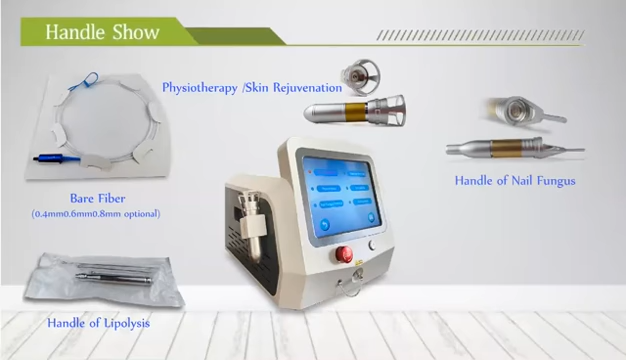 Handle Show
Physiotherapy /Skin Rejuvenation
Handle of Nail Fungus
Bare Fiber
(0.4mm0.6mm0.8mm optional)
Handle of Lipolysis